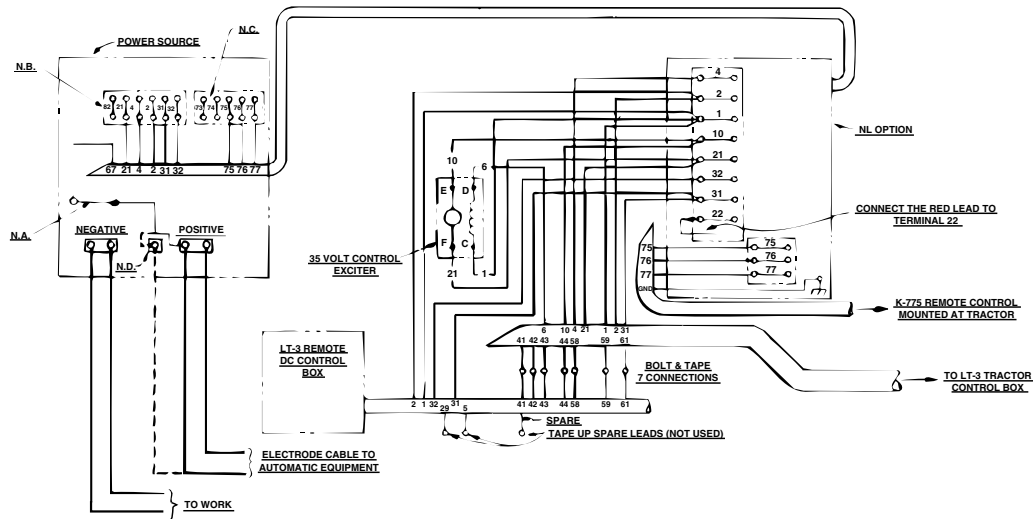 N.C.
POWER SOURCE
N.B.
82 21 4 2 31 32
73 74 75 76 77
67 21 4 2 31 32 75 76 77
N.A.
NEGATIVE
POSITIVE
N.D.
4
2
1
10
21
32
31
22
NL OPTION
CONNECT THE RED LEAD TO
TERMINAL 22
75
76
77
75
76
77
GND
K-775 REMOTE CONTROL
MOUNTED AT TRACTOR
10 6
E D
F C
21 1
35 VOLT CONTROL
EXCITER
LT-3 REMOTE
DC CONTROL
BOX
6 10 4 21 1 2 31
41 42 43 44 58 59 61
BOLT & TAPE
7 CONNECTIONS
TO LT-3 TRACTOR
CONTROL BOX
2 1 32 31 41 42 43 44 58 59 61
29 5
SPARE
TAPE UP SPARE LEADS (NOT USED)
ELECTRODE CABLE TO
AUTOMATIC EQUIPMENT
TO WORK